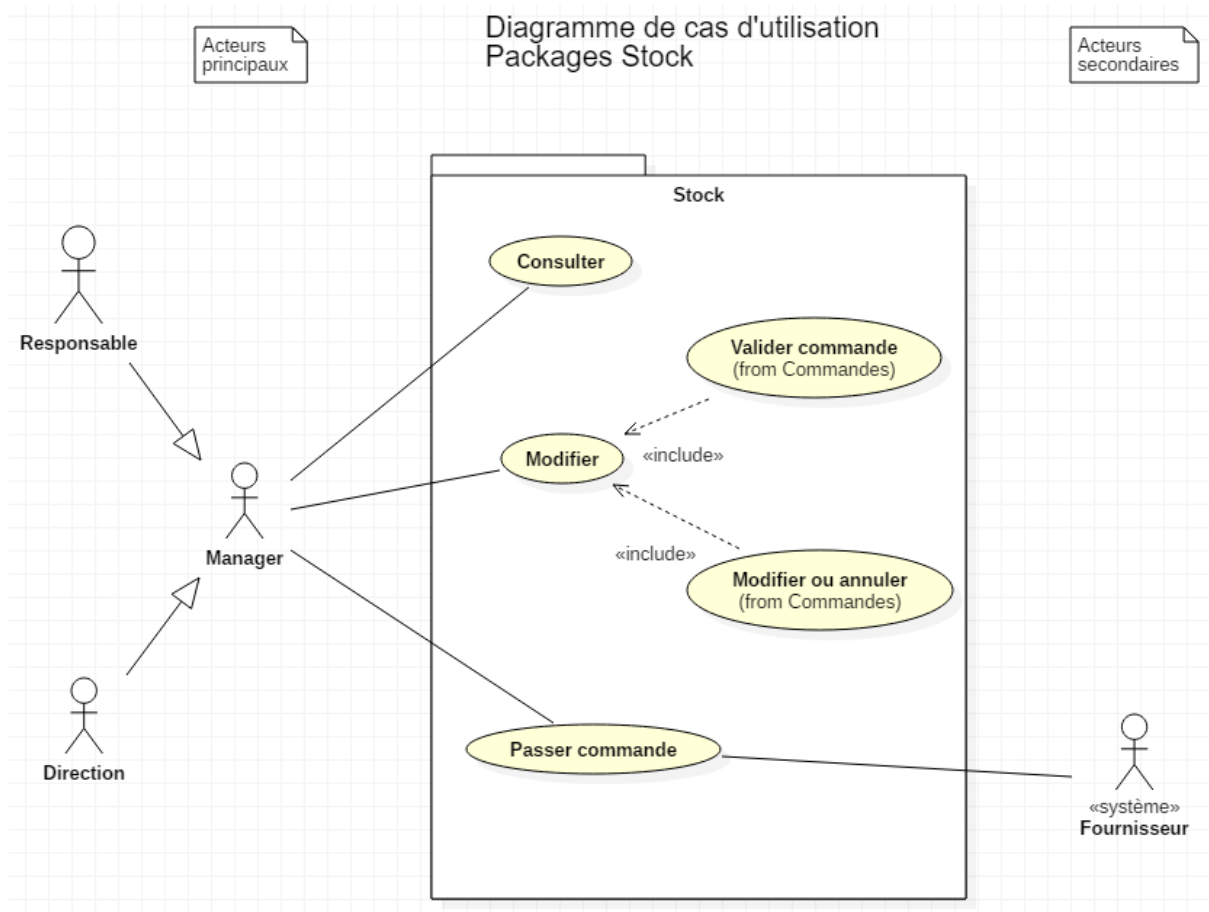 Diagramme de cas d'utilisation
Packages Stock
Acteurs
principaux
Acteurs
secondaires
Stock
Consulter
Responsable
Valider commande
(from Commandes)
Modifier
«include»
Manager
«include»
Modifier ou annuler
(from Commandes)
Passer commande
Direction
«système»
Fournisseur